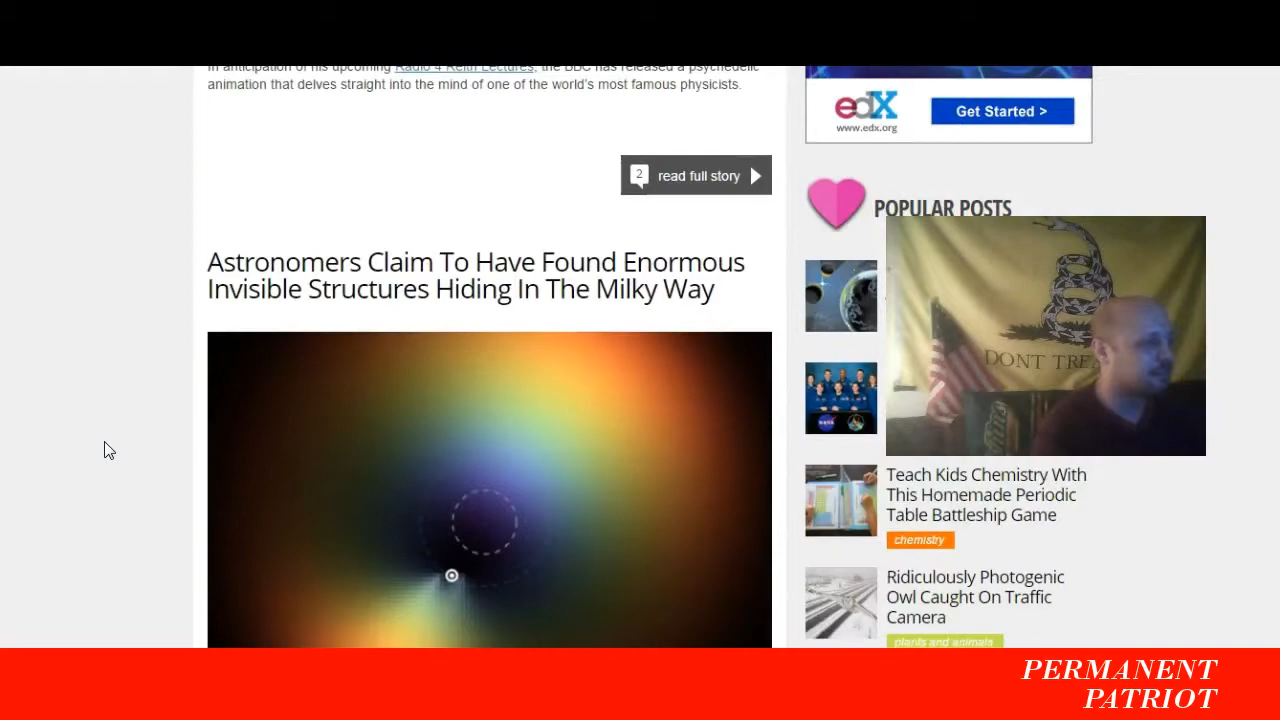 In anticipation of his upcoming Radio 4 Reith Lectures, the BBC has released a psychedelic
animation that delves straight into the mind of one of the world's most famous physicists.
2 read full story
Astronomers Claim To Have Found Enormous
Invisible Structures Hiding In The Milky Way
edX
www.edx.org
Get Started >
POPULAR POSTS
DONT TREA
Teach Kids Chemistry With
This Homemade Periodic
Table Battleship Game
chemistry
Ridiculously Photogenic
Owl Caught On Traffic
Camera
plants and animals
PERMANENT
PATRIOT